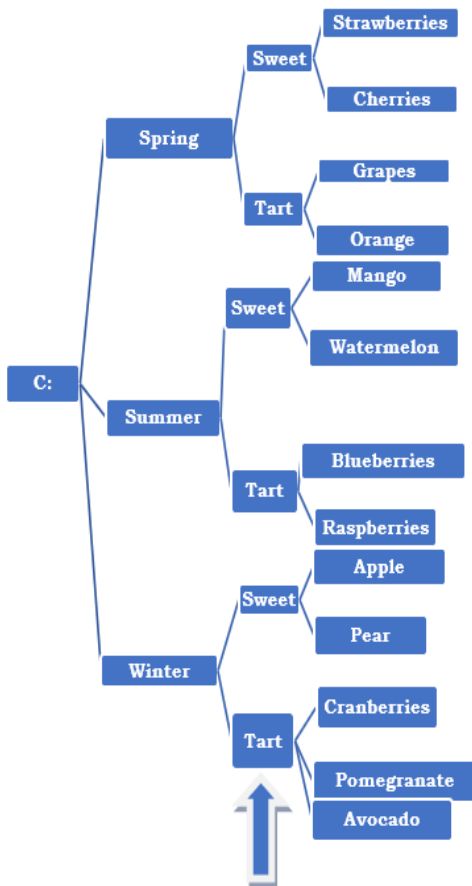 Strawberries
Sweet
Cherries
Spring
Grapes
Tart
Orange
Mango
Sweet
Watermelon
C:
Summer
Blueberries
Tart
Raspberries
Apple
Sweet
Pear
Winter
Cranberries
Tart
Pomegranate
Avocado